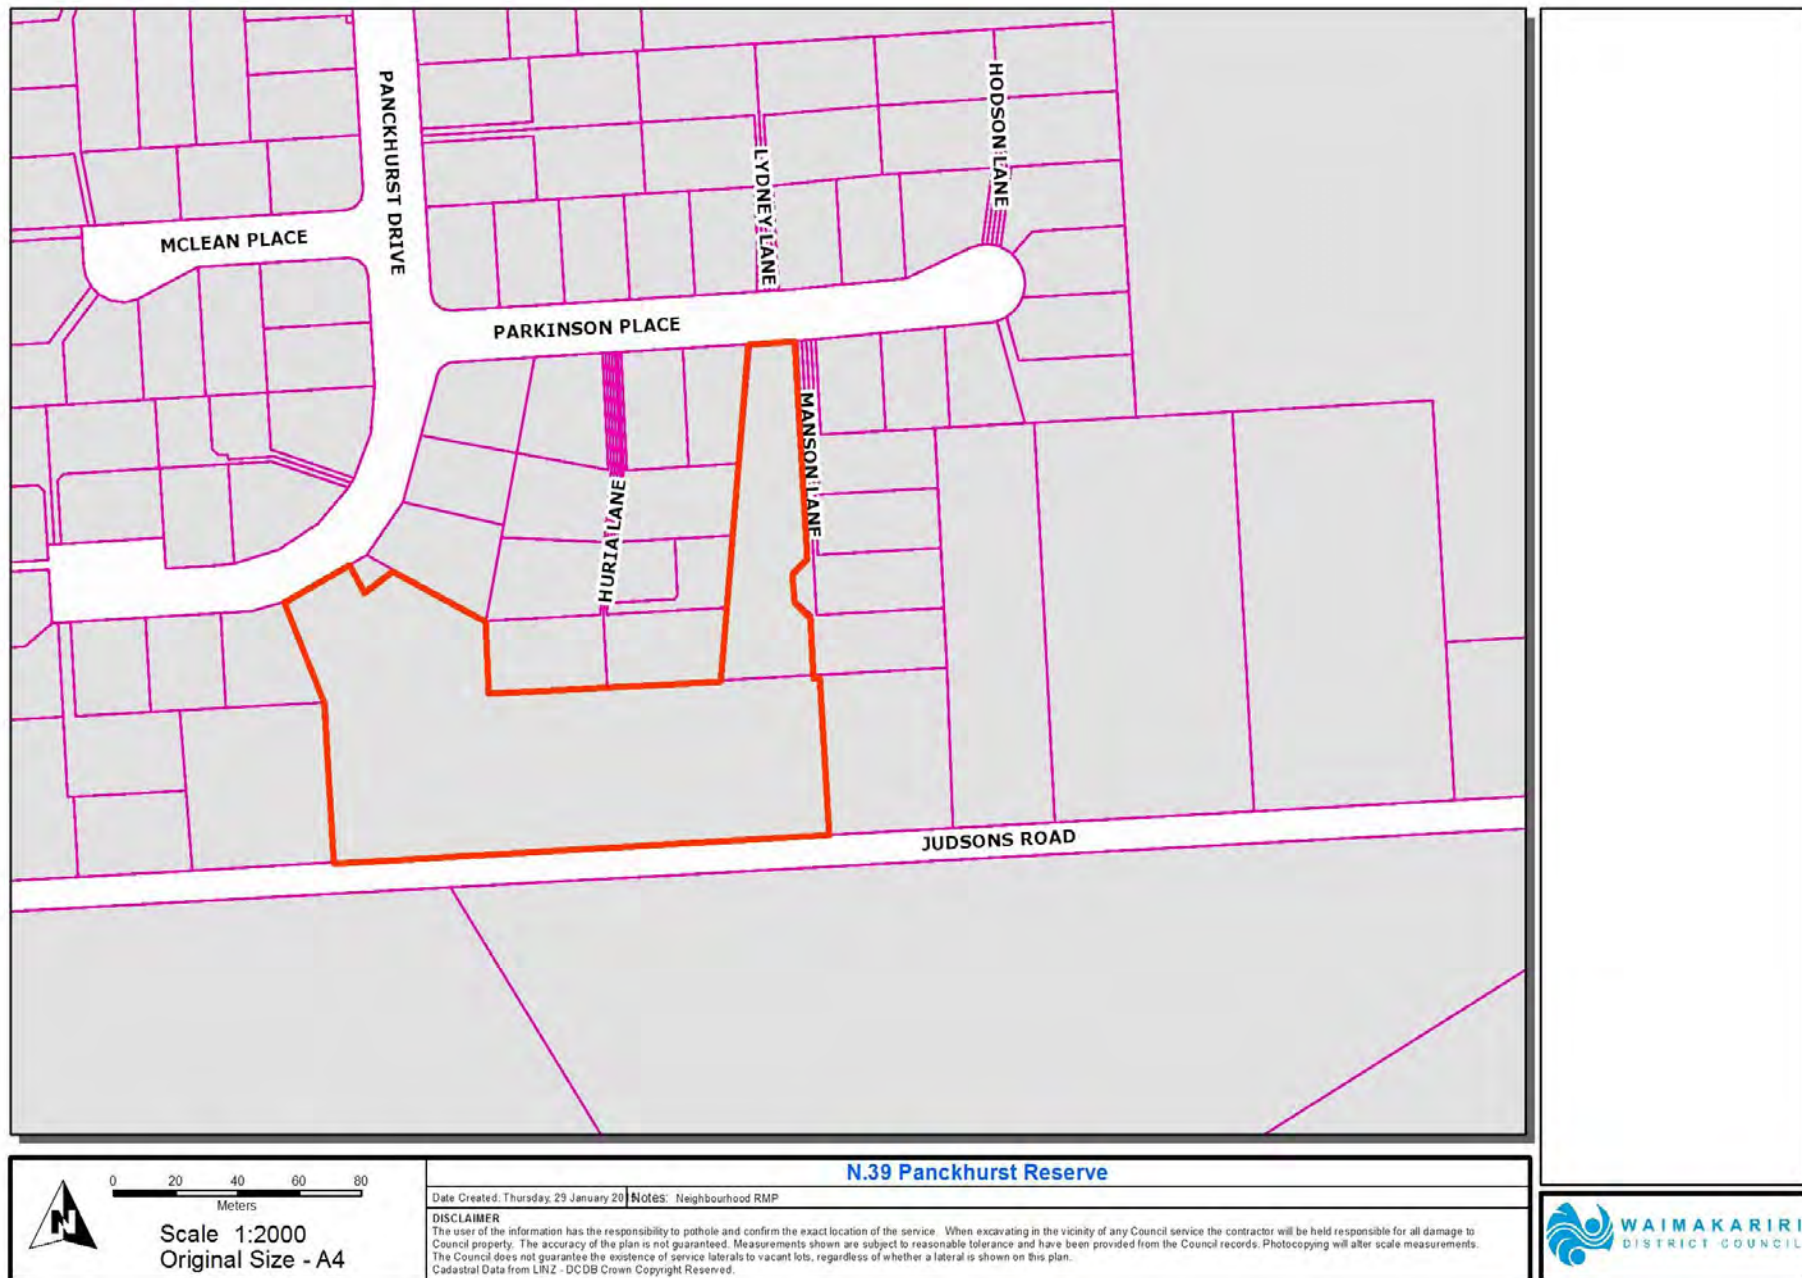 PANCKHURST DRIVE
HODSON LANE
LYDNEY LANE
MCLEAN PLACE
PARKINSON PLACE
MANSON LANE
HURIA LANE
JUDSONS ROAD
N.39 Panckhurst Reserve
0 20 40 60 80
Meters
N
Scale 1:2000
Original Size - A4
Date Created: Thursday, 29 January 201
Notes: Neighbourhood RMP
DISCLAIMER
The user of the information has the responsibility to pothole and confirm the exact location of the service. When excavating in the vicinity of any Council service the contractor will be held responsible for all damage to
Council property. The accuracy of the plan is not guaranteed. Measurements shown are subject to reasonable tolerance and have been provided from the Council records. Photocopying will alter scale measurements.
The Council does not guarantee the existence of service laterals to vacant lots, regardless of whether a lateral is shown on this plan.
Cadastral Data from LINZ - DCDB Crown Copyright Reserved.
WAIMAKARIRI
DISTRICT COUNCIL